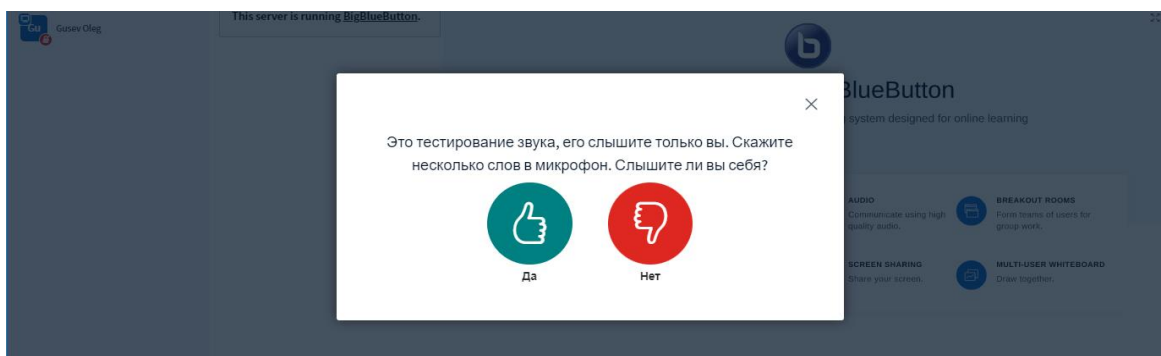 Gu
Gusev Oleg
This server is running BigBlueButton.
b
BlueButton
system designed for online learning
Это тестирование звука, его слышите только вы. Скажите
несколько слов в микрофон. Слышите ли вы себя?
Да
Нет
AUDIO
Communicate using high
quality audio.
BREAKOUT ROOMS
Form teams of users for
group work.
SCREEN SHARING
Share your screen.
MULTI-USER WHITEBOARD
Draw together.